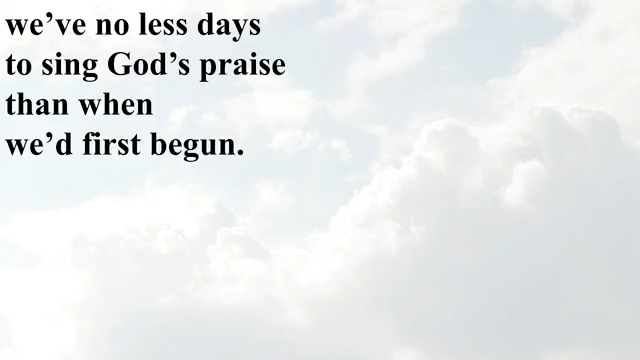 we’ve no less days
to sing God’s praise
than when
we’d first begun.